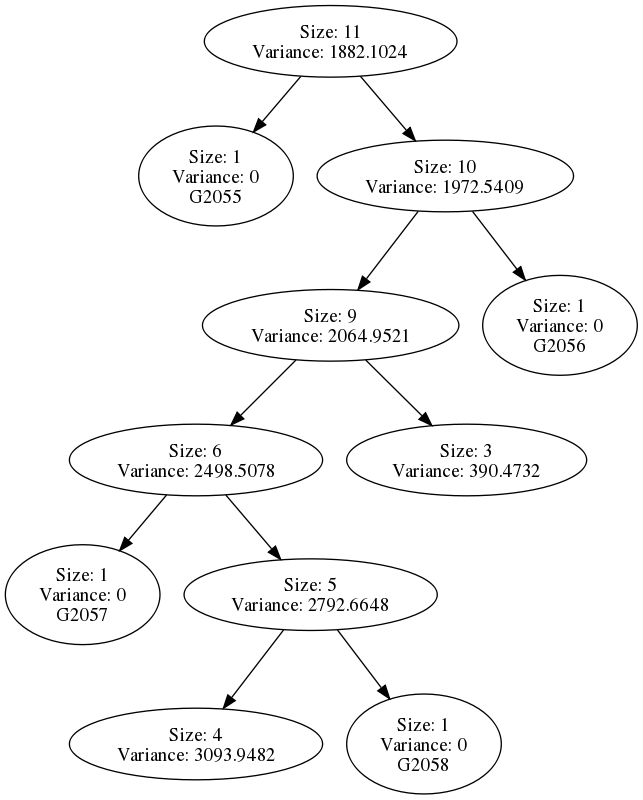 Size: 11
Variance: 1882.1024
Size: 1
Variance: 0
G2055
Size: 10
Variance: 1972.5409
Size: 9
Variance: 2064.9521
Size: 1
Variance: 0
G2056
Size: 6
Variance: 2498.5078
Size: 3
Variance: 390.4732
Size: 1
Variance: 0
G2057
Size: 5
Variance: 2792.6648
Size: 4
Variance: 3093.9482
Size: 1
Variance: 0
G2058